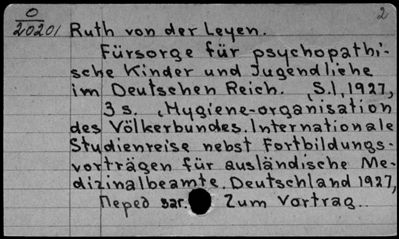 2
0
20201 Ruth von der Leyen.
Fürsorge für psychopathi-
sche Kinder und Jugendliche
im Deutschen Reich. S.l, 1927,
3 s. „Hygiene-organisation
des Völkerbundes. Internationale
Studienreise nebst Fortbildungs-
vorträgen für ausländische Me-
dizinalbeamte. Deutschland 1927,
Перед заг. Zum Vortrag..